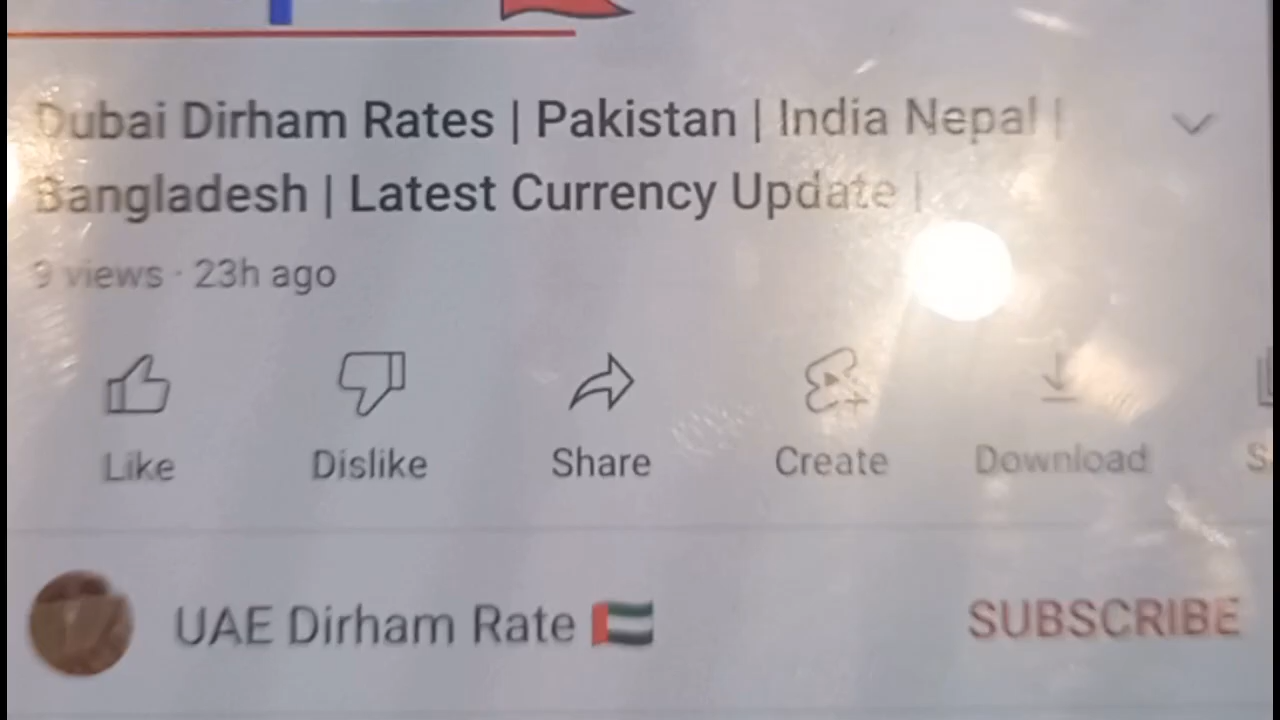 Dubai Dirham Rates | Pakistan | India Nepal |
Bangladesh | Latest Currency Update |
9 views · 23h ago
Like Dislike Share Create Download
UAE Dirham Rate 🇦🇪 SUBSCRIBE